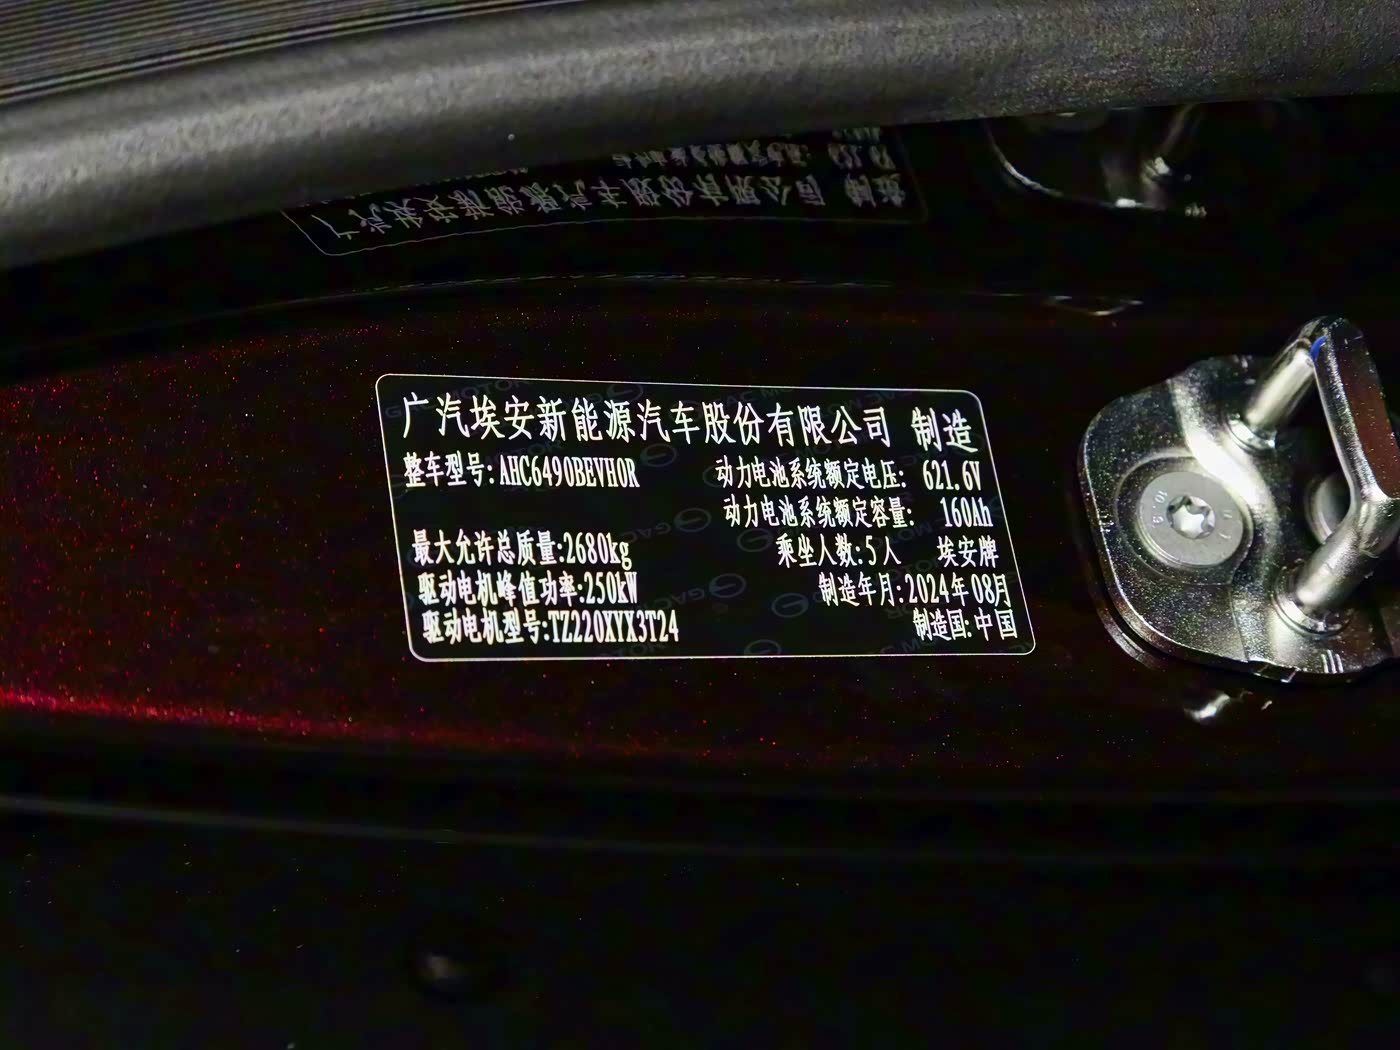 广汽埃安新能源汽车股份有限公司 制造
整车型号: AHC6490BEVH0R 动力电池系统额定电压: 621.6V
动力电池系统额定容量: 160Ah
最大允许总质量:2680kg 乘坐人数:5人 埃安牌
驱动电机峰值功率:250kW 制造年月:2024年08月
驱动电机型号:TZ220XYX3T24 制造国:中国